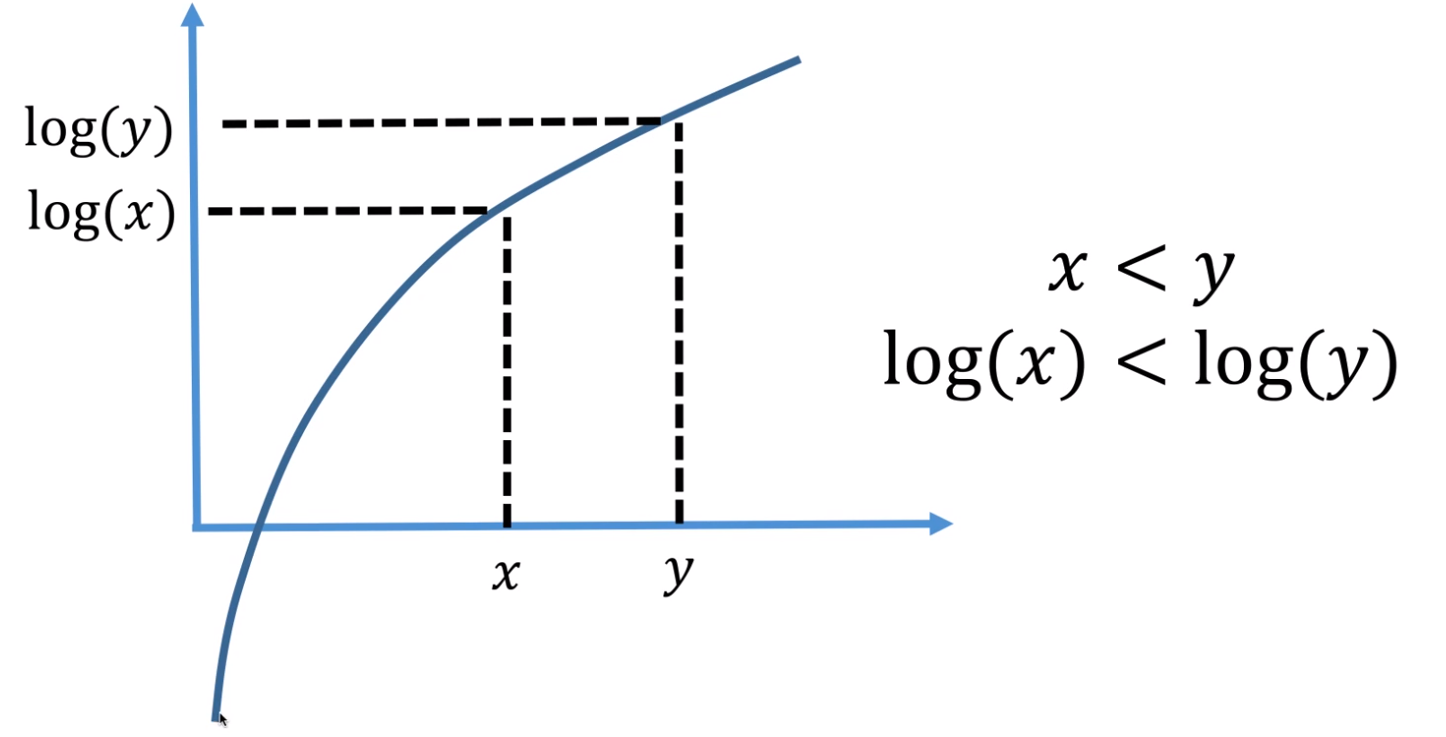 log(y)
log(x)
x < y
log(x) < log(y)
x
y